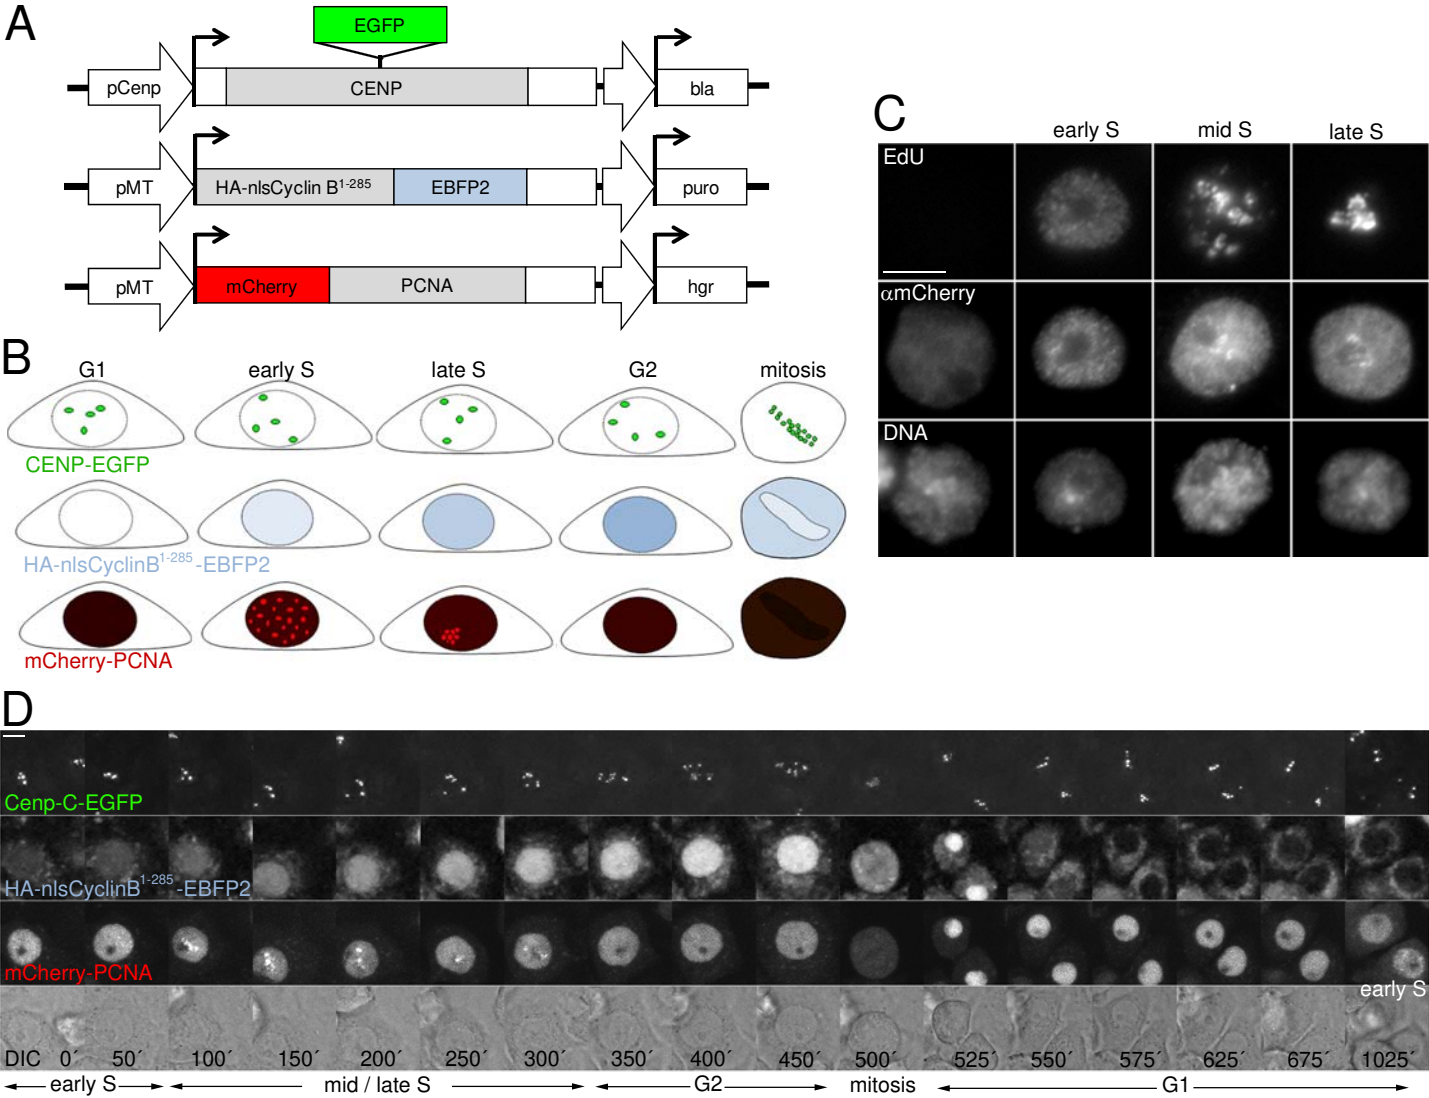 A
EGFP
pCenp
CENP
bla
pMT
HA-nlsCyclin B1-285
EBFP2
puro
pMT
mCherry
PCNA
hgr
B
G1
early S
late S
G2
mitosis
CENP-EGFP
HA-nlsCyclinB1-285-EBFP2
mCherry-PCNA
C
early S
mid S
late S
EdU
αmCherry
DNA
D
Cenp-C-EGFP
HA-nlsCyclinB1-285-EBFP2
mCherry-PCNA
early S
DIC 0´ 50´ 100´ 150´ 200´ 250´ 300´ 350´ 400´ 450´ 500´ 525´ 550´ 575´ 625´ 675´ 1025´
early S mid / late S G2 mitosis G1